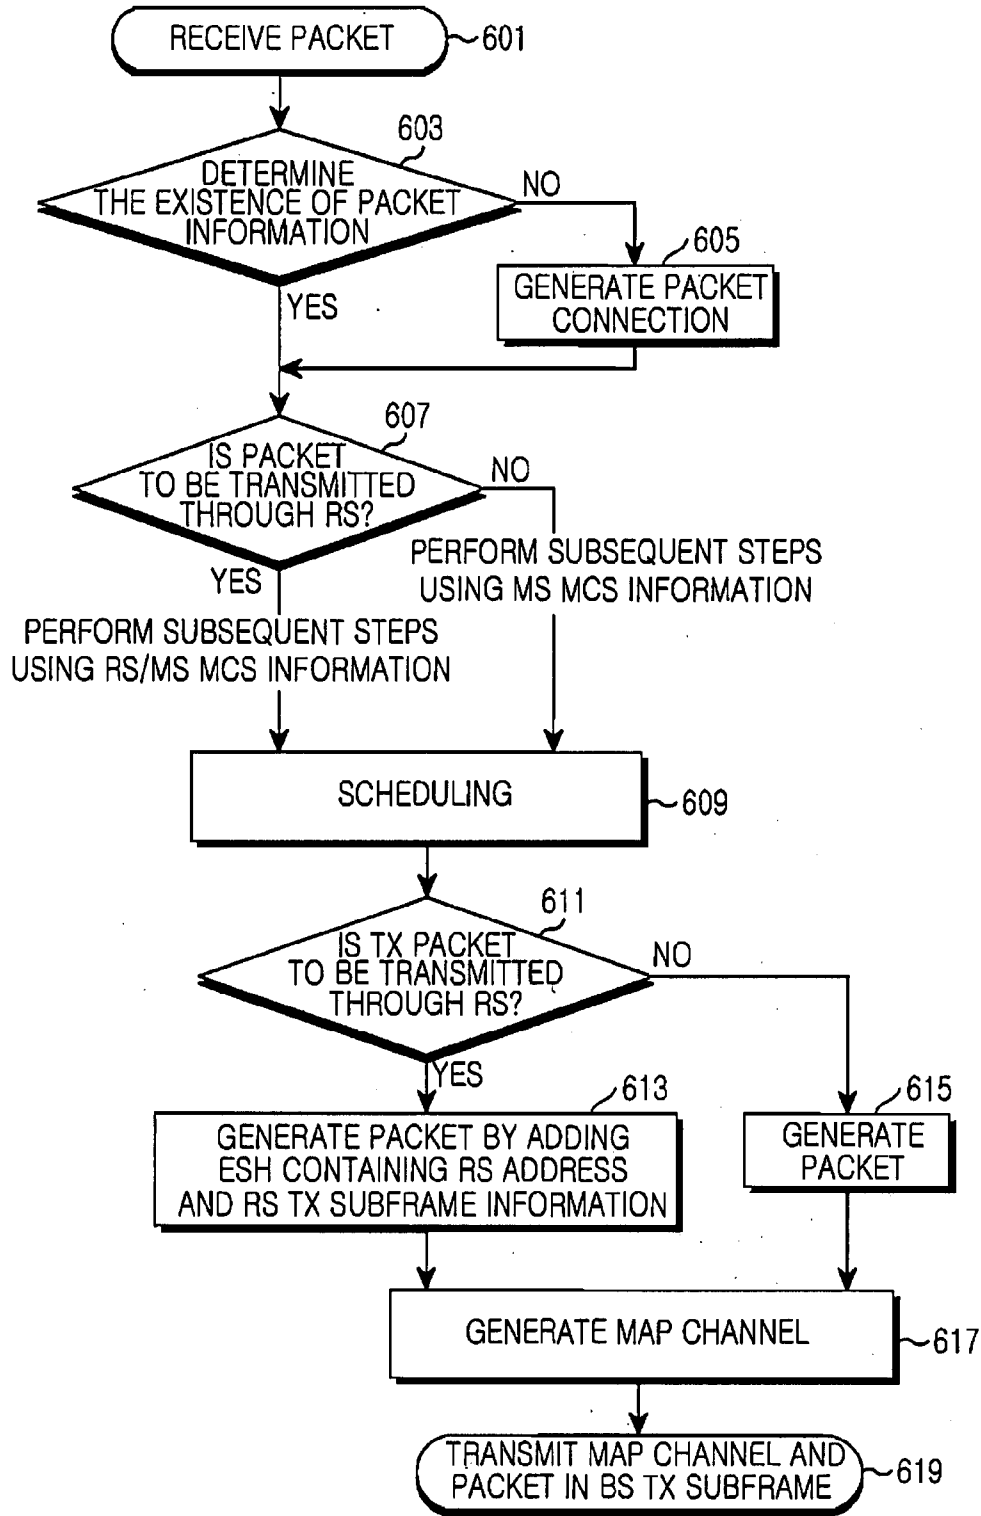 RECEIVE PACKET
601
603
DETERMINE
THE EXISTENCE OF PACKET
INFORMATION
NO
YES
605
GENERATE PACKET
CONNECTION
607
IS PACKET
TO BE TRANSMITTED
THROUGH RS?
NO
YES
PERFORM SUBSEQUENT STEPS
USING MS MCS INFORMATION
PERFORM SUBSEQUENT STEPS
USING RS/MS MCS INFORMATION
SCHEDULING
609
611
IS TX PACKET
TO BE TRANSMITTED
THROUGH RS?
NO
YES
613
GENERATE PACKET BY ADDING
ESH CONTAINING RS ADDRESS
AND RS TX SUBFRAME INFORMATION
615
GENERATE
PACKET
GENERATE MAP CHANNEL
617
TRANSMIT MAP CHANNEL AND
PACKET IN BS TX SUBFRAME
619